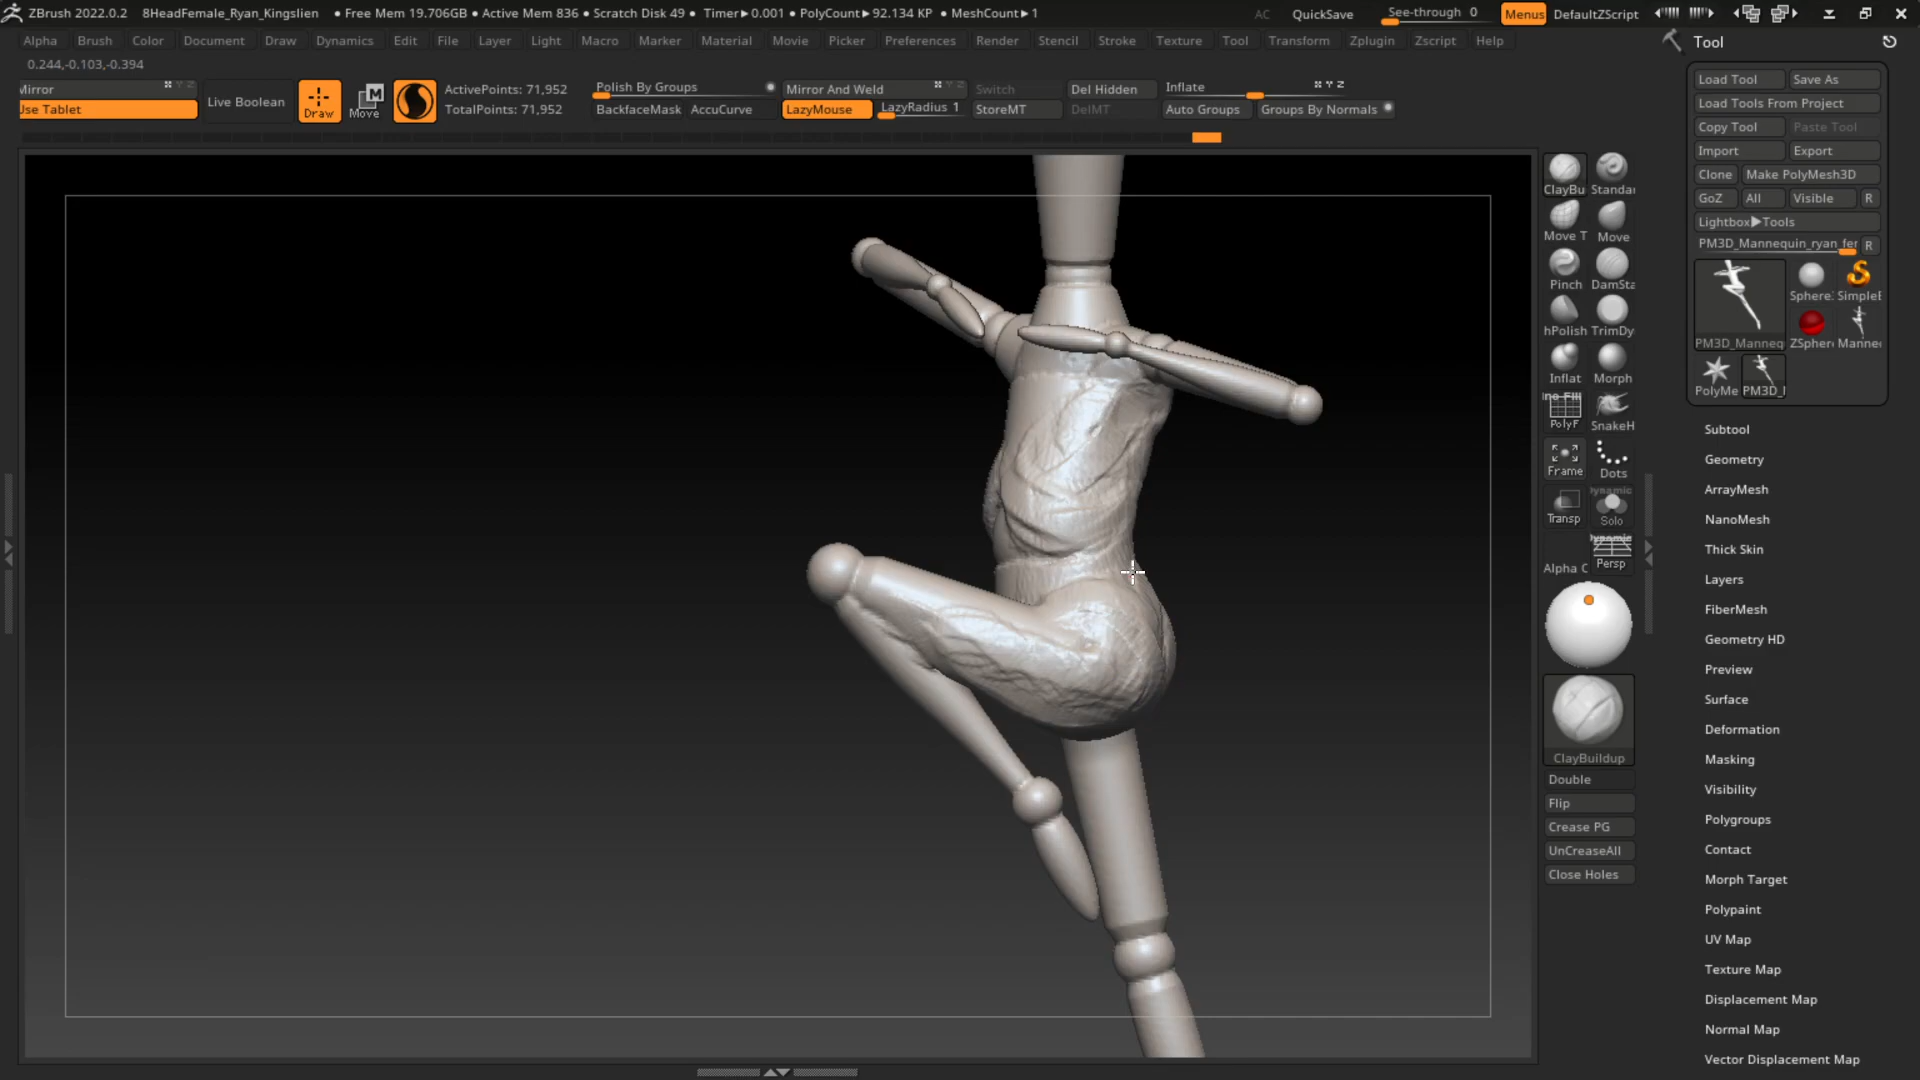 ZBrush 2022.0.2 8HeadFemale_Ryan_Kingslien • Free Mem 19.706GB • Active Mem 836 • Scratch Disk 49 • Timer▶0.001 • PolyCount▶92.134 KP • MeshCount▶1 AC QuickSave See-through 0 Menus DefaultZScript
Alpha Brush Color Document Draw Dynamics Edit File Layer Light Macro Marker Material Movie Picker Preferences Render Stencil Stroke Texture Tool Transform Zplugin Zscript Help
0.244,-0.103,-0.394
Mirror
Use Tablet
Live Boolean
Draw
Move
ActivePoints: 71,952
TotalPoints: 71,952
Polish By Groups
BackfaceMask AccuCurve
Mirror And Weld
LazyMouse LazyRadius 1
Switch
StoreMT
Del Hidden
DelMT
Inflate X Y Z
Auto Groups Groups By Normals
ClayBu Standa
Move T Move
Pinch DamSta
hPolish TrimDy
Inflat Morph
PolyF SnakeH
Frame Dots
Transp Solo
Dynamic
Alpha C Persp
ClayBuildup
Double
Flip
Crease PG
UnCreaseAll
Close Holes
Tool
Load Tool Save As
Load Tools From Project
Copy Tool Paste Tool
Import Export
Clone Make PolyMesh3D
GoZ All Visible R
Lightbox▶Tools
PM3D_Mannequin_ryan_fer R
Sphere SimpleB
PM3D_Manneq ZSphere Manne
PolyMe PM3D_
Subtool
Geometry
ArrayMesh
NanoMesh
Thick Skin
Layers
FiberMesh
Geometry HD
Preview
Surface
Deformation
Masking
Visibility
Polygroups
Contact
Morph Target
Polypaint
UV Map
Texture Map
Displacement Map
Normal Map
Vector Displacement Map